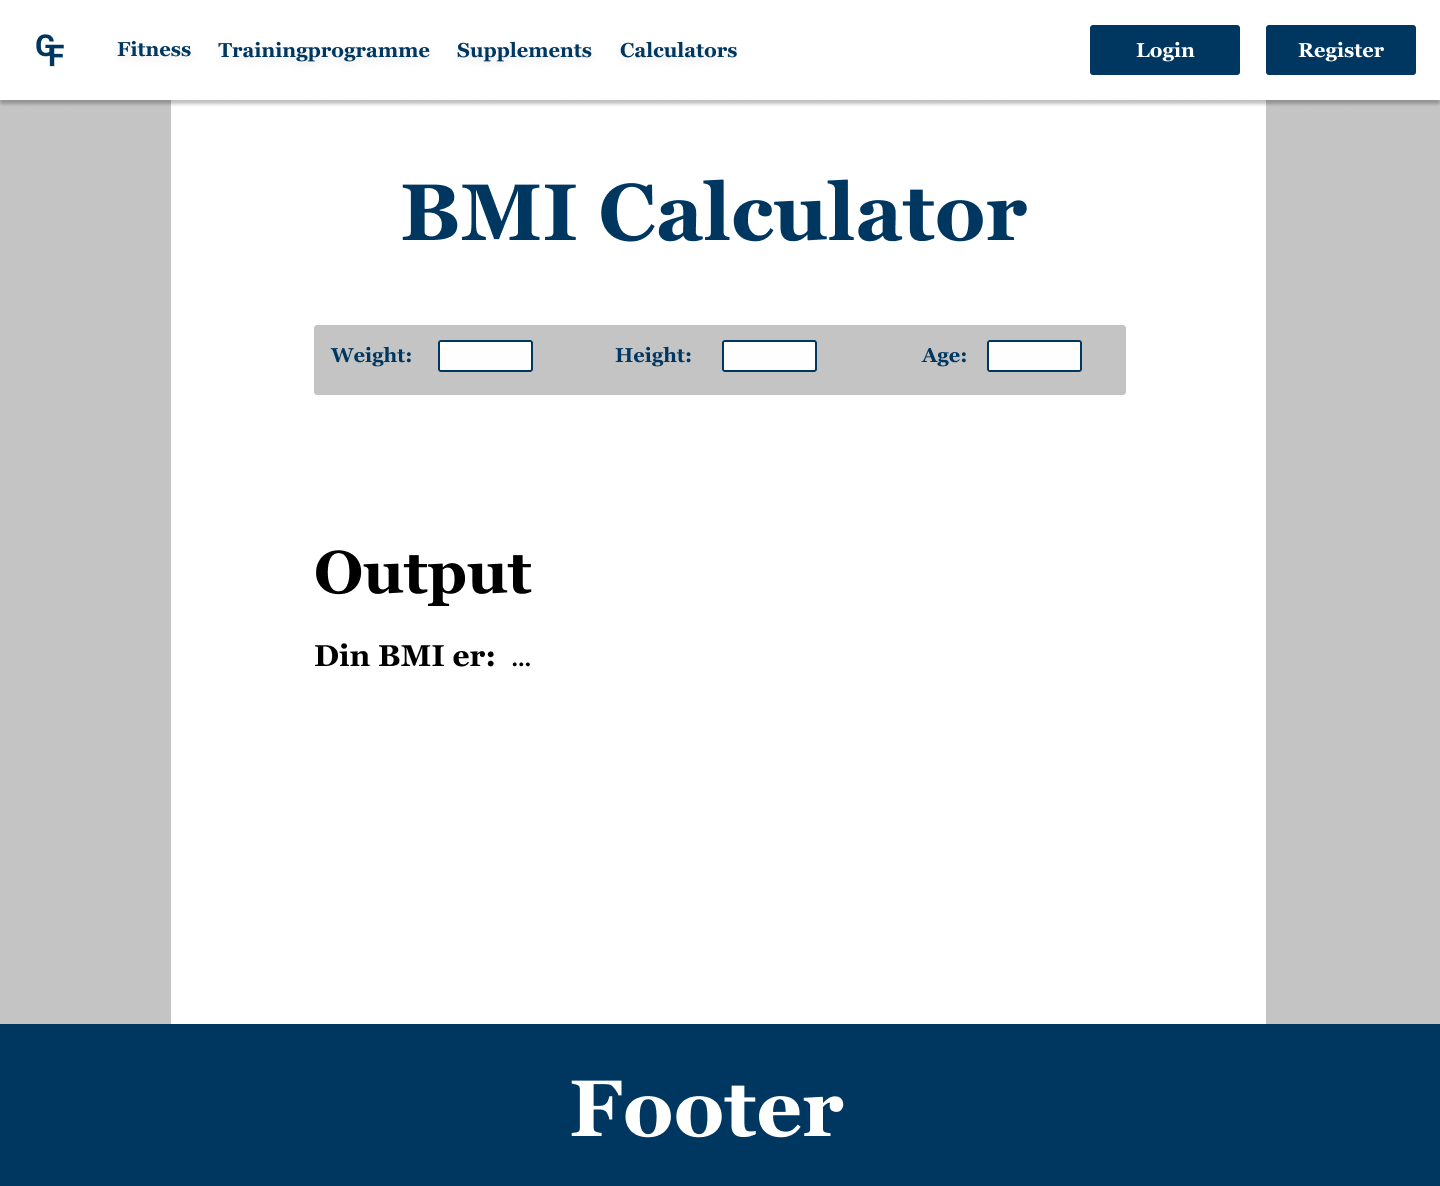 GF Fitness Trainingprogramme Supplements Calculators Login Register
BMI Calculator
Weight: Height: Age:
Output
Din BMI er: ...
Footer